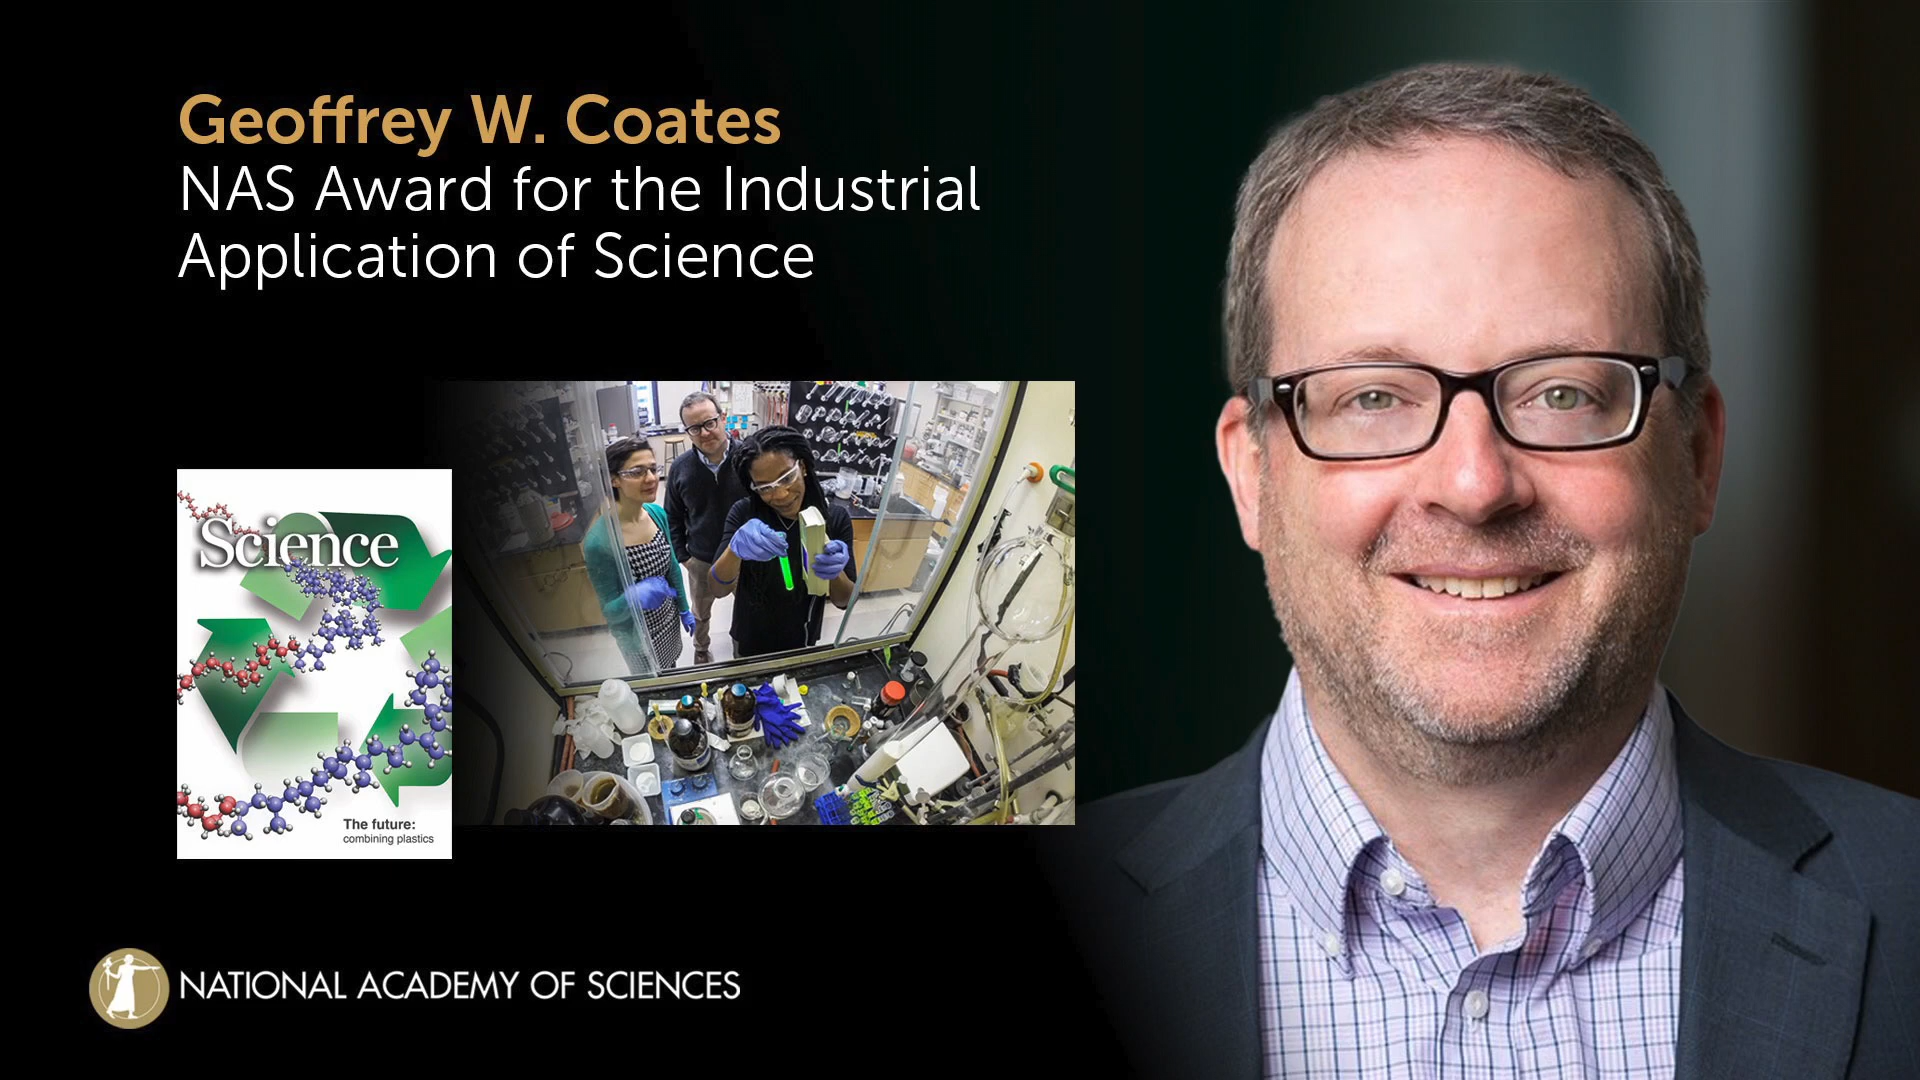 Geoffrey W. Coates
NAS Award for the Industrial
Application of Science
Science
The future:
combining plastics
NATIONAL ACADEMY OF SCIENCES